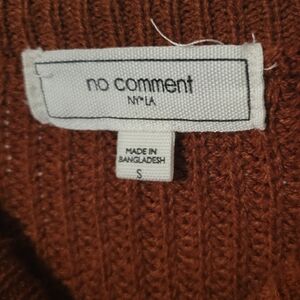 no comment
NY*LA
MADE IN
BANGLADESH
S